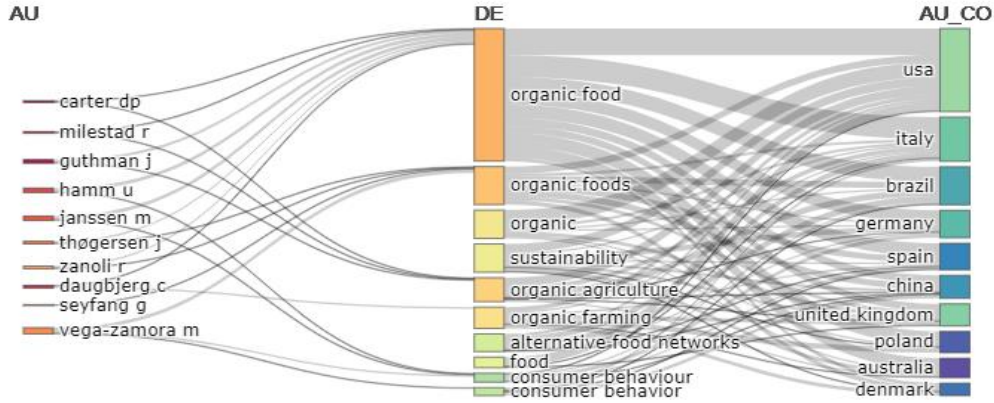 AU
DE
AU_CO
carter dp
milestad r
guthman j
hamm u
janssen m
thøgersen j
zanoli r
daugbjerg c
seyfang g
vega-zamora m
organic food
organic foods
organic
sustainability
organic agriculture
organic farming
alternative food networks
food
consumer behaviour
consumer behavior
usa
italy
brazil
germany
spain
china
united kingdom
poland
australia
denmark